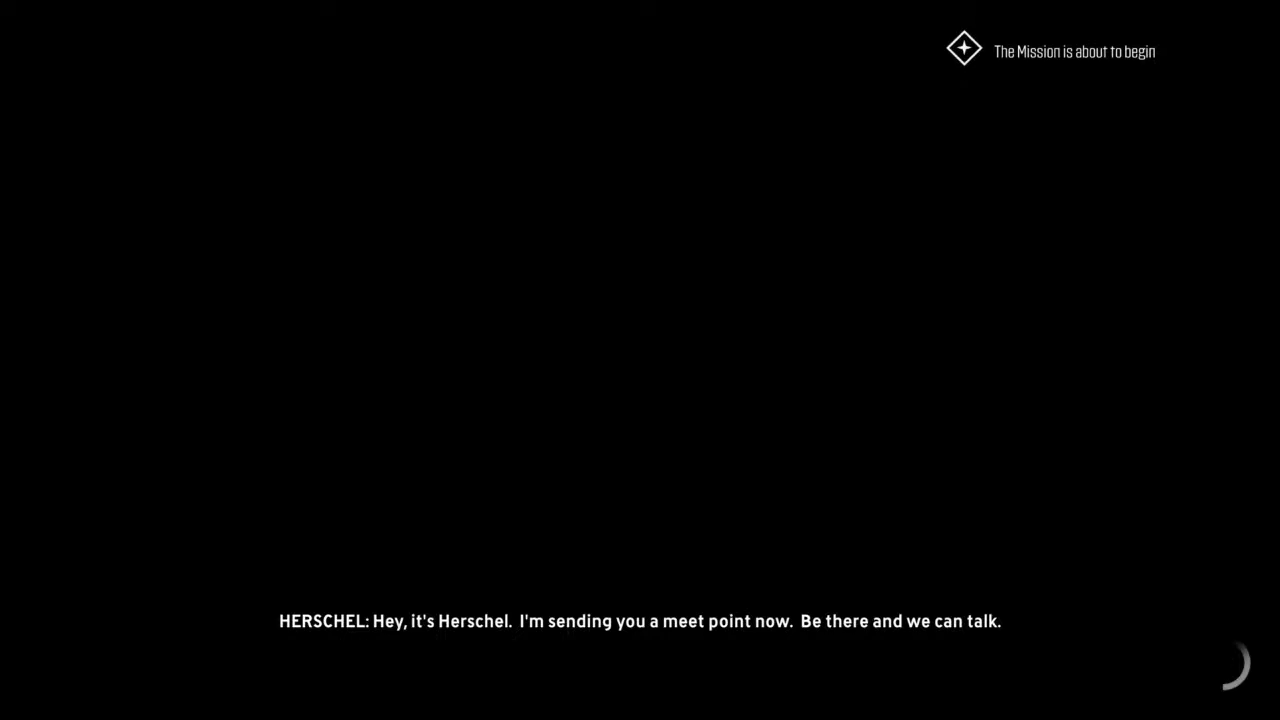 The Mission is about to begin
HERSCHEL: Hey, it's Herschel.  I'm sending you a meet point now.  Be there and we can talk.